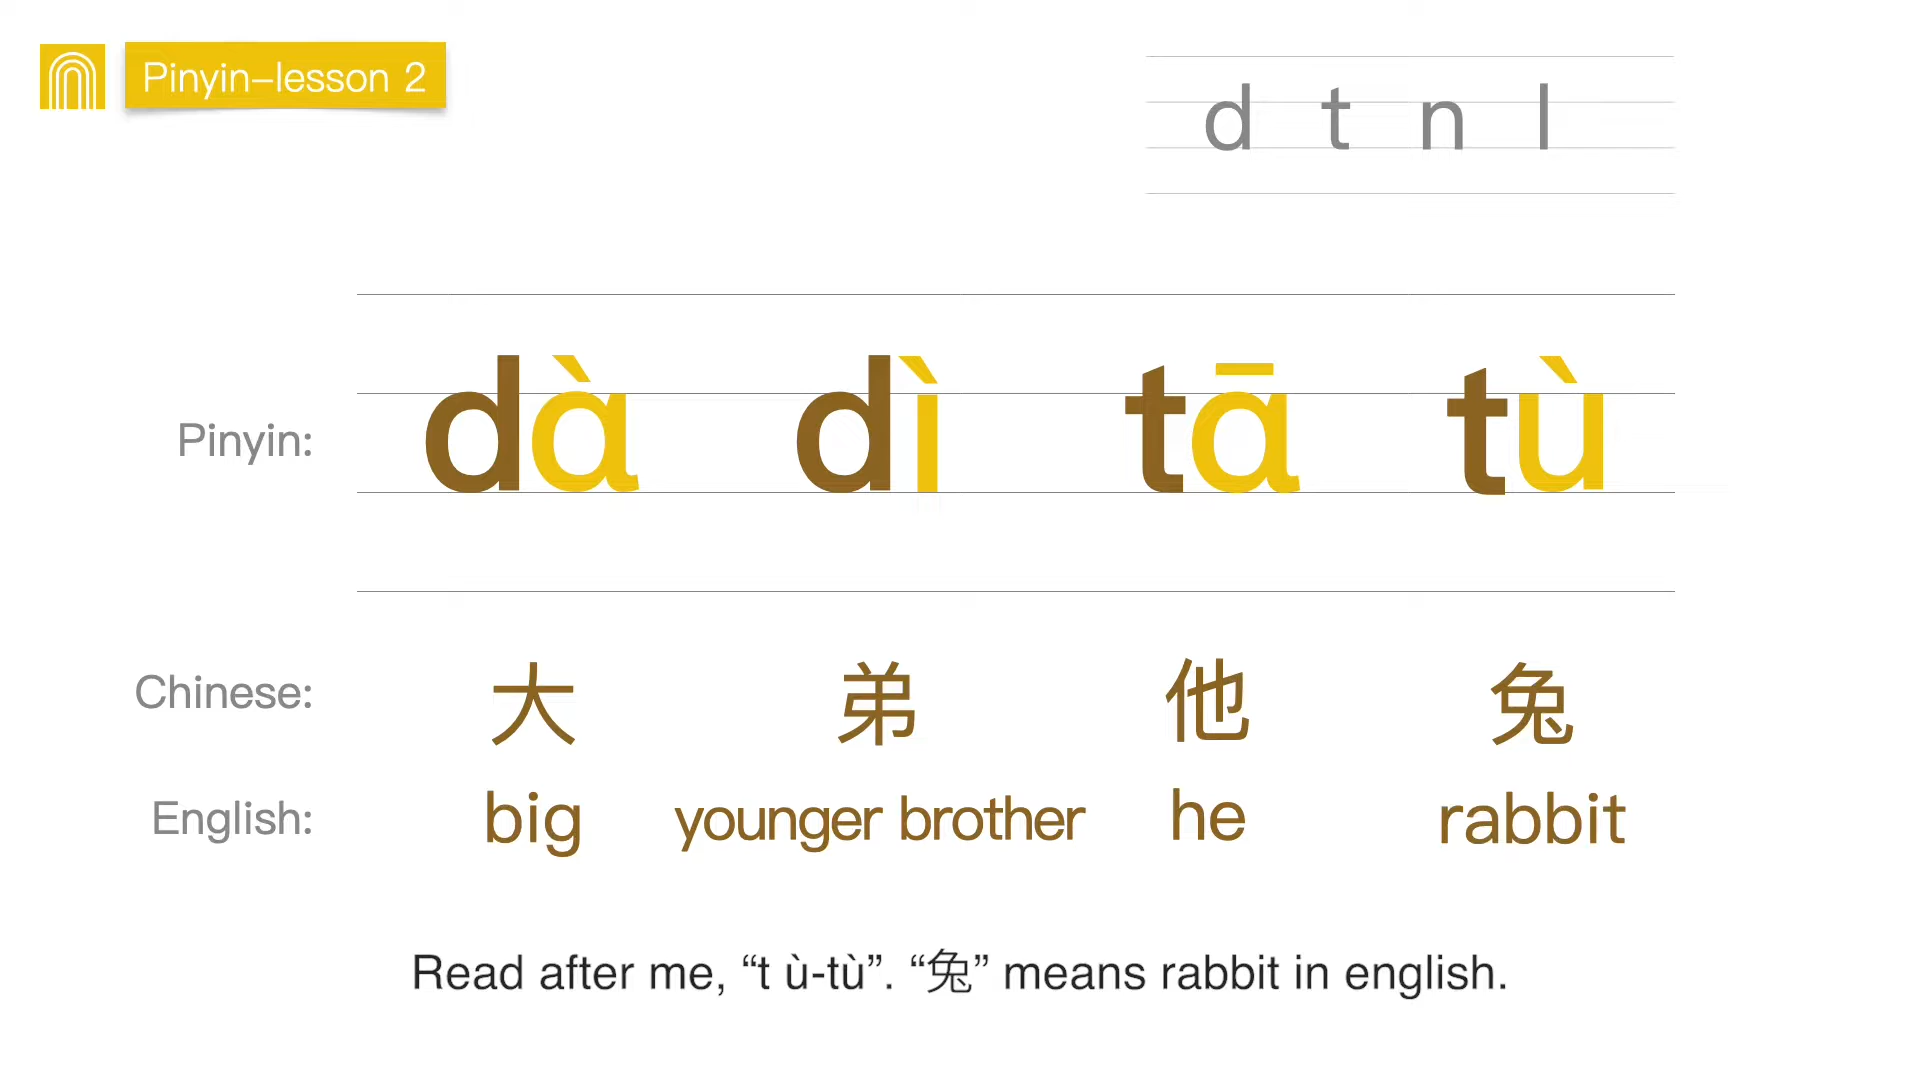 Pinyin–lesson 2
d t n l
Pinyin: dà dì tā tù
Chinese: 大 弟 他 兔
English: big younger brother he rabbit
Read after me, “t ù-tù”. “兔” means rabbit in english.